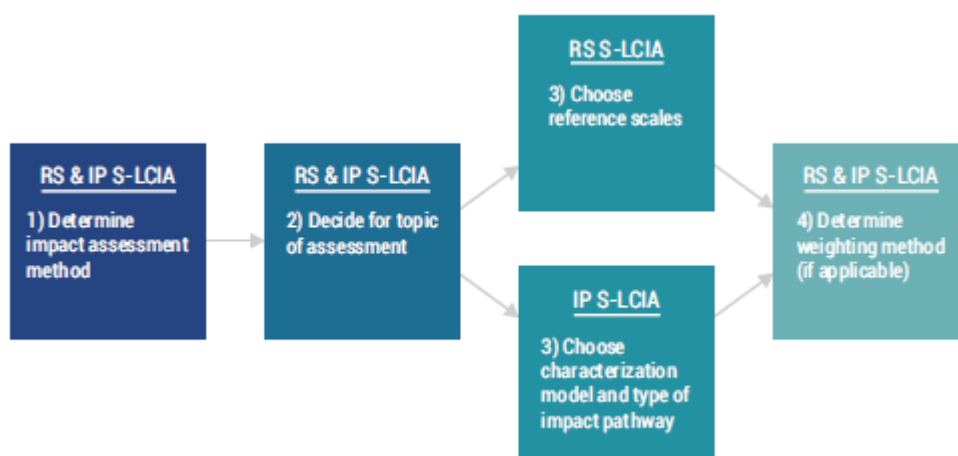 RS & IP S-LCIA
1) Determine
impact assessment
method
RS & IP S-LCIA
2) Decide for topic
of assessment
RS S-LCIA
3) Choose
reference scales
IP S-LCIA
3) Choose
characterization
model and type of
impact pathway
RS & IP S-LCIA
4) Determine
weighting method
(if applicable)